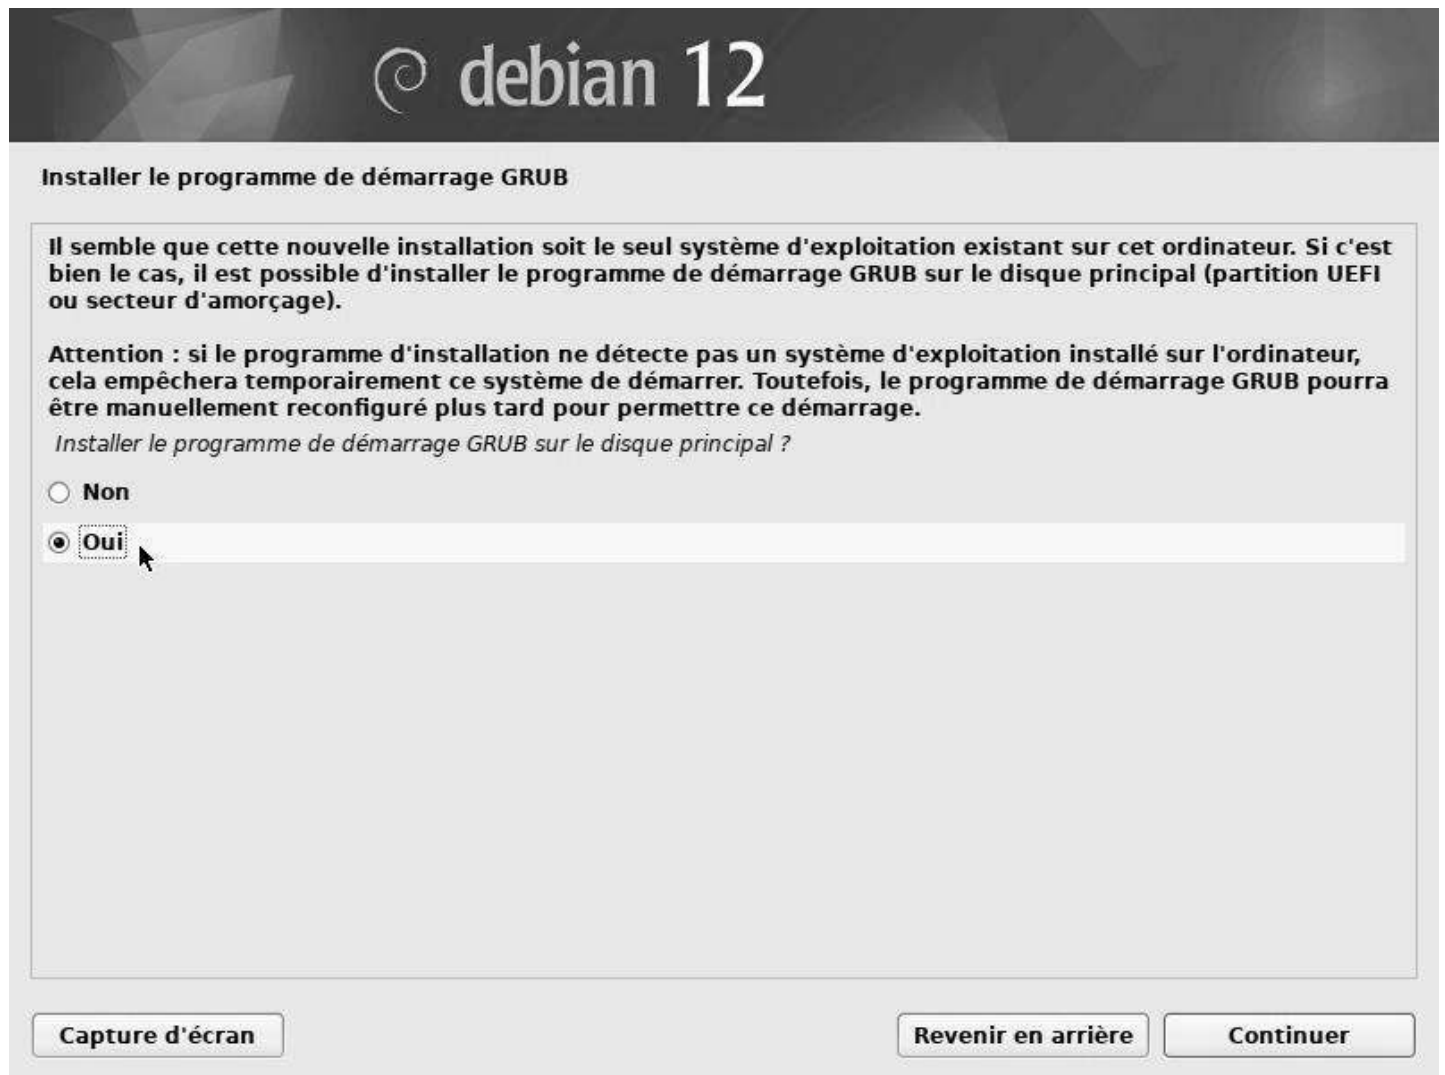 debian 12
Installer le programme de démarrage GRUB
Il semble que cette nouvelle installation soit le seul système d'exploitation existant sur cet ordinateur. Si c'est
bien le cas, il est possible d'installer le programme de démarrage GRUB sur le disque principal (partition UEFI
ou secteur d'amorçage).
Attention : si le programme d'installation ne détecte pas un système d'exploitation installé sur l'ordinateur,
cela empêchera temporairement ce système de démarrer. Toutefois, le programme de démarrage GRUB pourra
être manuellement reconfiguré plus tard pour permettre ce démarrage.
Installer le programme de démarrage GRUB sur le disque principal ?
Non
Oui
Capture d'écran
Revenir en arrière
Continuer